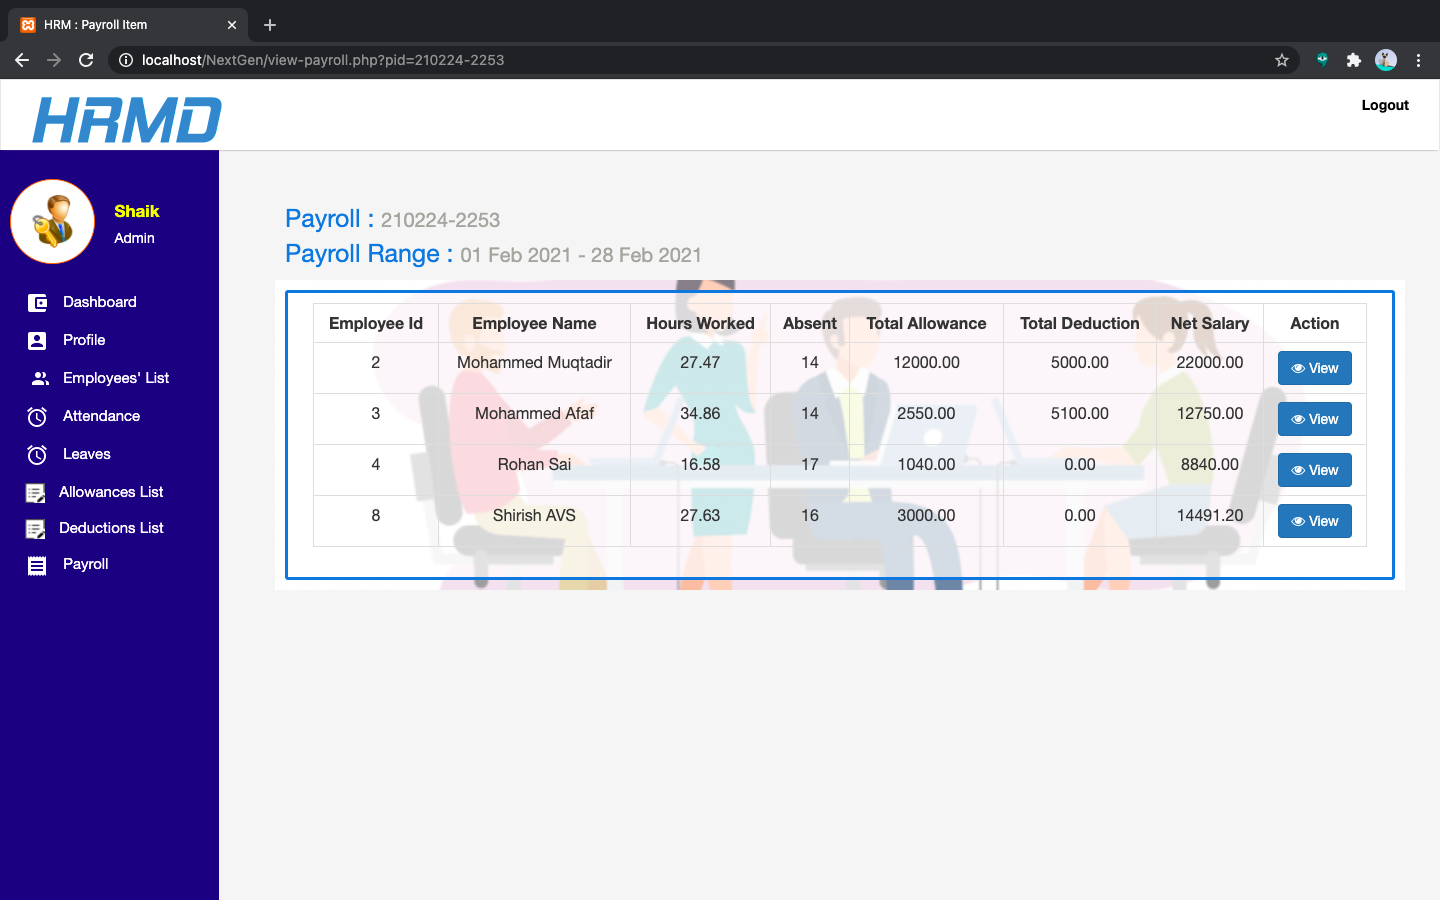 HRM : Payroll Item
localhost/NextGen/view-payroll.php?pid=210224-2253
HRMD
Logout
Shaik
Admin
Dashboard
Profile
Employees' List
Attendance
Leaves
Allowances List
Deductions List
Payroll
Payroll : 210224-2253
Payroll Range : 01 Feb 2021 - 28 Feb 2021
Employee Id Employee Name Hours Worked Absent Total Allowance Total Deduction Net Salary Action
2 Mohammed Muqtadir 27.47 14 12000.00 5000.00 22000.00 View
3 Mohammed Afaf 34.86 14 2550.00 5100.00 12750.00 View
4 Rohan Sai 16.58 17 1040.00 0.00 8840.00 View
8 Shirish AVS 27.63 16 3000.00 0.00 14491.20 View